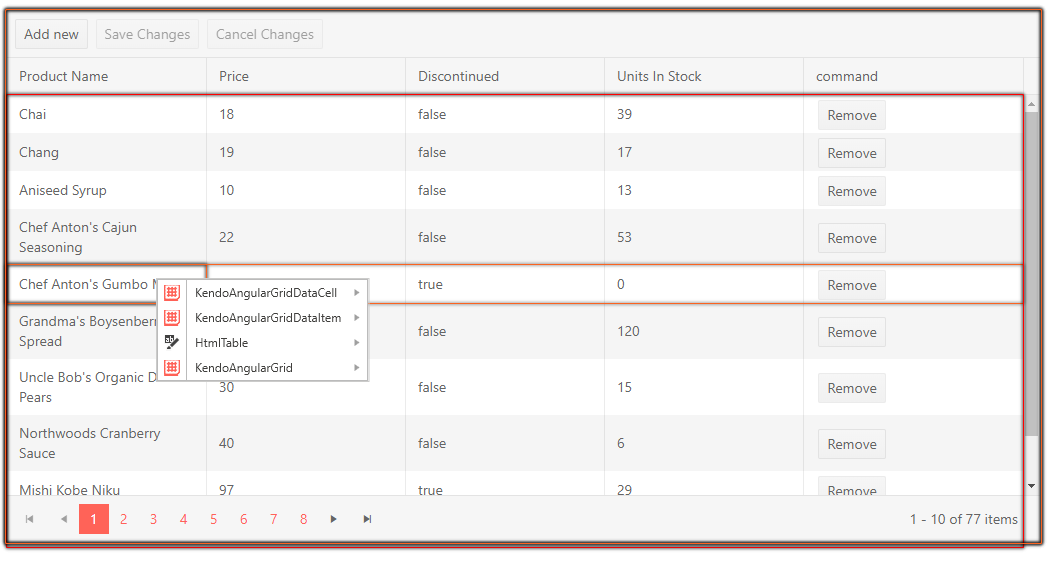 Add new Save Changes Cancel Changes
Product Name Price Discontinued Units In Stock command
Chai 18 false 39 Remove
Chang 19 false 17 Remove
Aniseed Syrup 10 false 13 Remove
Chef Anton's Cajun
Seasoning 22 false 53 Remove
Chef Anton's Gumbo true 0 Remove
KendoAngularGridDataCell
KendoAngularGridDataItem
HtmlTable
KendoAngularGrid
Grandma's
Spread false 120 Remove
Uncle Bob's Organic
Pears 30 false 15 Remove
Northwoods Cranberry
Sauce 40 false 6 Remove
Mishi Kobe Niku 97 true 29 Remove
1 2 3 4 5 6 7 8 1 - 10 of 77 items